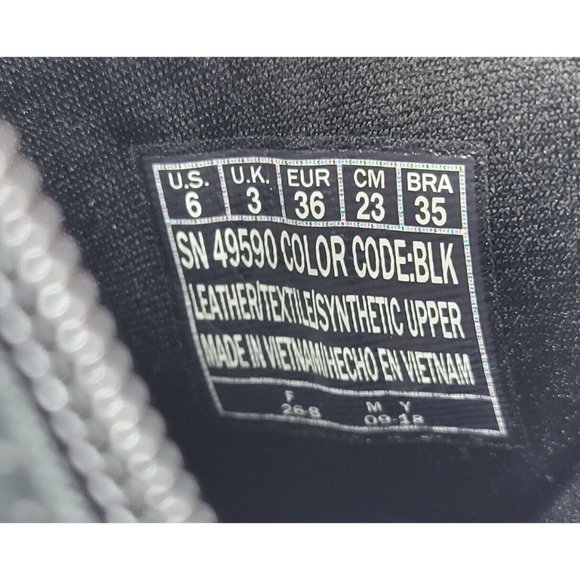 U.S. U.K. EUR CM BRA
6 3 36 23 35
SN 49590 COLOR CODE:BLK
LEATHER/TEXTILE/SYNTHETIC UPPER
MADE IN VIETNAM/HECHO EN VIETNAM
F M Y
26-8 09-18